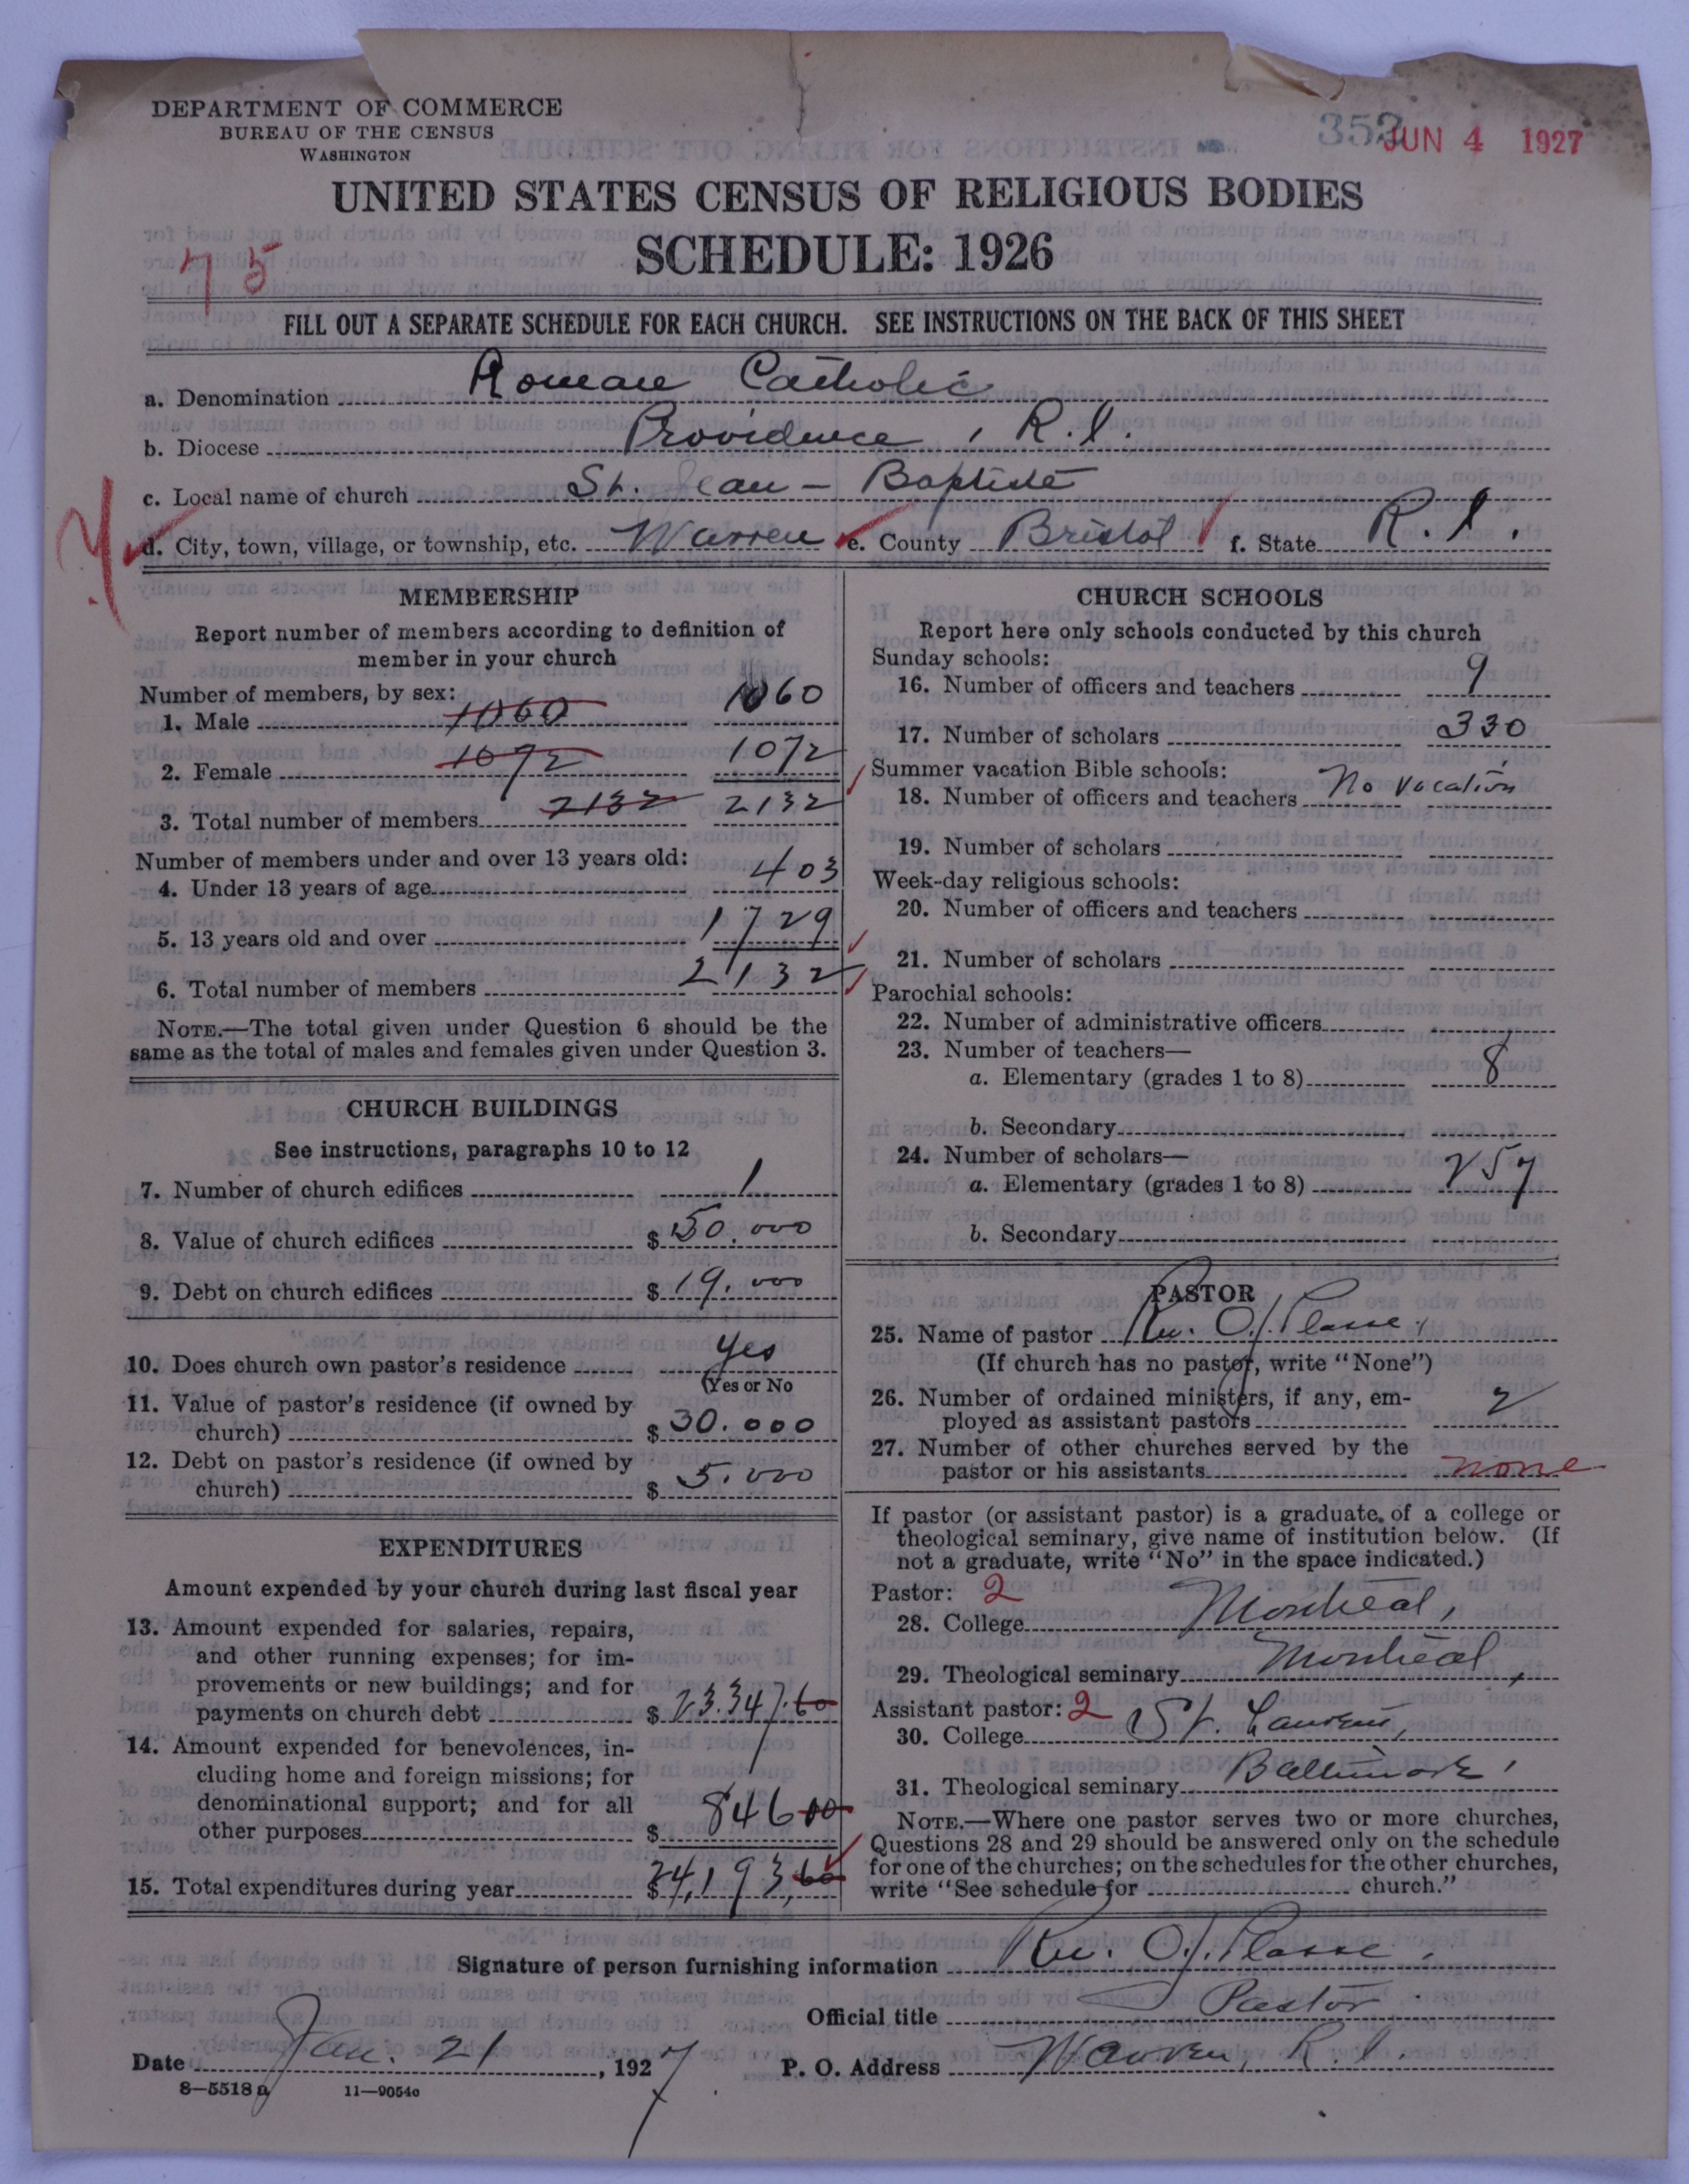 DEPARTMENT OF COMMERCE
BUREAU OF THE CENSUS
WASHINGTON
353 JUN 4 1927
UNITED STATES CENSUS OF RELIGIOUS BODIES
SCHEDULE: 1926
75
FILL OUT A SEPARATE SCHEDULE FOR EACH CHURCH. SEE INSTRUCTIONS ON THE BACK OF THIS SHEET
a. Denomination Roman Catholic
b. Diocese Providence, R.I.
c. Local name of church St. Jean-Baptiste
d. City, town, village, or township, etc. Warren e. County Bristol f. State R.I.
MEMBERSHIP
Report number of members according to definition of
member in your church
Number of members, by sex:
1. Male 1060 1060
2. Female 1072 1072
3. Total number of members 2132 2132
Number of members under and over 13 years old:
4. Under 13 years of age 403
5. 13 years old and over 1729
6. Total number of members 2132
NOTE.—The total given under Question 6 should be the
same as the total of males and females given under Question 3.
CHURCH BUILDINGS
See instructions, paragraphs 10 to 12
7. Number of church edifices 1
8. Value of church edifices $ 50.000
9. Debt on church edifices $ 19.000
10. Does church own pastor's residence yes
(Yes or No
11. Value of pastor's residence (if owned by
church) $ 30.000
12. Debt on pastor's residence (if owned by
church) $ 5.000
EXPENDITURES
Amount expended by your church during last fiscal year
13. Amount expended for salaries, repairs,
and other running expenses; for im-
provements or new buildings; and for
payments on church debt $ 23.347.60
14. Amount expended for benevolences, in-
cluding home and foreign missions; for
denominational support; and for all
other purposes $ 846 00
15. Total expenditures during year $ 24,193,60
CHURCH SCHOOLS
Report here only schools conducted by this church
Sunday schools:
16. Number of officers and teachers 9
17. Number of scholars 330
Summer vacation Bible schools:
18. Number of officers and teachers No vacation
19. Number of scholars
Week-day religious schools:
20. Number of officers and teachers
21. Number of scholars
Parochial schools:
22. Number of administrative officers
23. Number of teachers—
a. Elementary (grades 1 to 8) 8
b. Secondary
24. Number of scholars—
a. Elementary (grades 1 to 8) 257
b. Secondary
PASTOR
25. Name of pastor Rev. O.J. Plasse.
(If church has no pastor, write "None")
26. Number of ordained ministers, if any, em-
ployed as assistant pastors 2
27. Number of other churches served by the
pastor or his assistants none
If pastor (or assistant pastor) is a graduate of a college or
theological seminary, give name of institution below. (If
not a graduate, write "No" in the space indicated.)
Pastor: 2
28. College Montreal,
29. Theological seminary Montreal,
Assistant pastor: 2
30. College St. Laurent,
31. Theological seminary Baltimore,
NOTE.—Where one pastor serves two or more churches,
Questions 28 and 29 should be answered only on the schedule
for one of the churches; on the schedules for the other churches,
write "See schedule for church."
Signature of person furnishing information Rev. O.J. Plasse.
Official title Pastor
Date Jan. 21, 1927 P. O. Address Warren, R.I.
8—5518 a 11—9054c